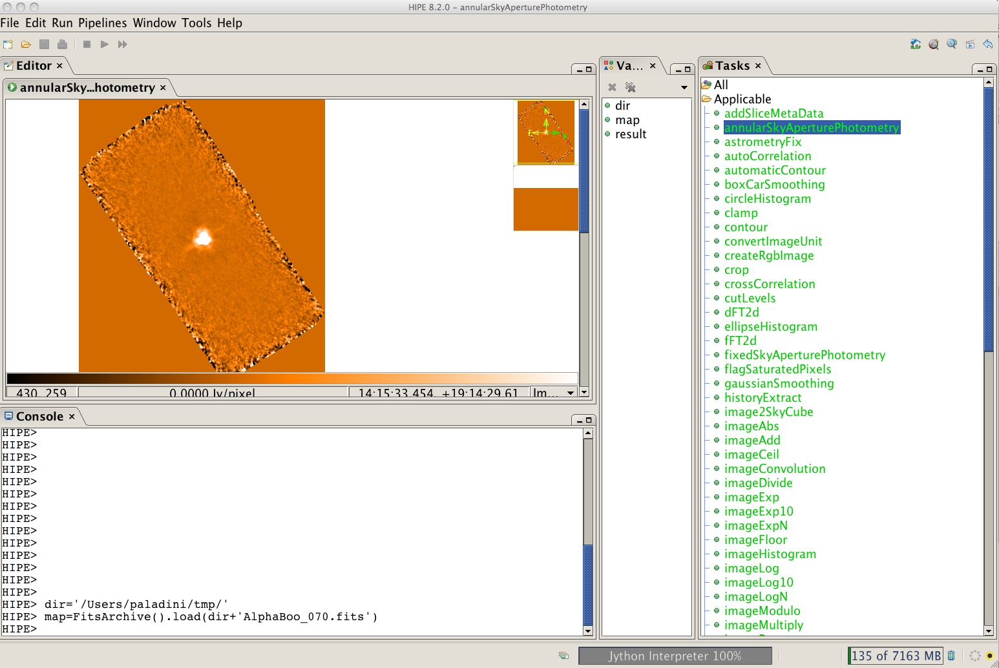 HIPE 8.2.0 - annularSkyAperturePhotometry
File Edit Run Pipelines Window Tools Help
Editor ×
annularSky...hotometry ×
N
E
430, 259
0.0000 Jy/pixel
14:15:33.454, +19:14:29.61
Im...
Console ×
HIPE>
HIPE>
HIPE>
HIPE>
HIPE>
HIPE>
HIPE>
HIPE>
HIPE>
HIPE>
HIPE>
HIPE>
HIPE>
HIPE>
HIPE> dir='/Users/paladini/tmp/'
HIPE> map=FitsArchive().load(dir+'AlphaBoo_070.fits')
HIPE>
Va... ×
dir
map
result
Tasks ×
All
Applicable
addSliceMetaData
annularSkyAperturePhotometry
astrometryFix
autoCorrelation
automaticContour
boxCarSmoothing
circleHistogram
clamp
contour
convertImageUnit
createRgbImage
crop
crossCorrelation
cutLevels
dFT2d
ellipseHistogram
fFT2d
fixedSkyAperturePhotometry
flagSaturatedPixels
gaussianSmoothing
historyExtract
image2SkyCube
imageAbs
imageAdd
imageCeil
imageConvolution
imageDivide
imageExp
imageExp10
imageExpN
imageFloor
imageHistogram
imageLog
imageLog10
imageLogN
imageModulo
imageMultiply
Jython Interpreter 100%
135 of 7163 MB